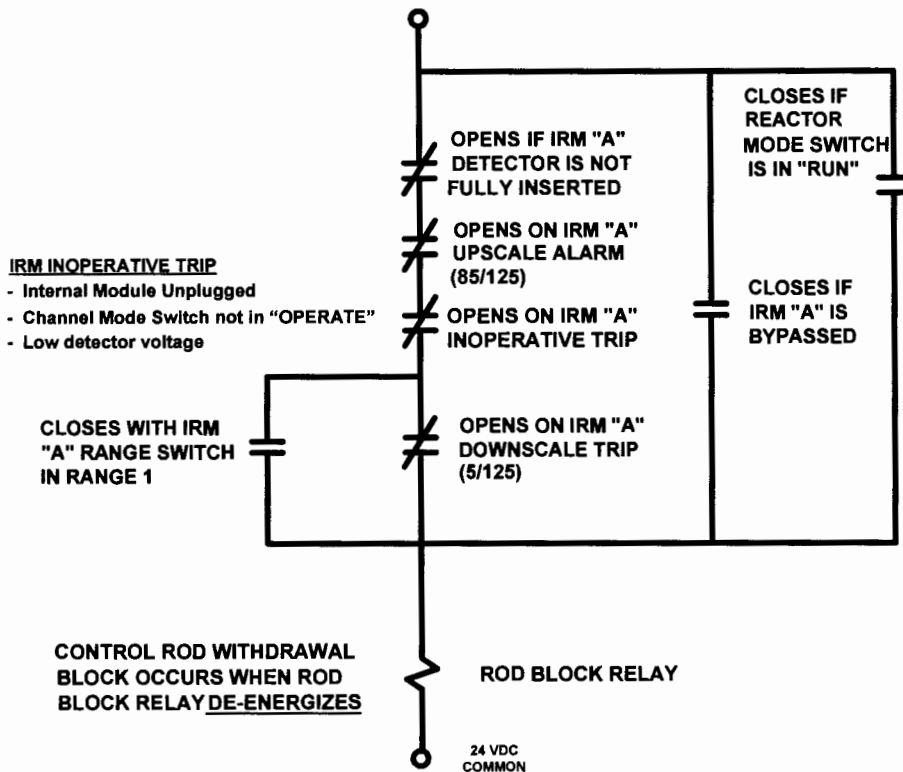 OPENS IF IRM "A"
DETECTOR IS NOT
FULLY INSERTED
CLOSES IF
REACTOR
MODE SWITCH
IS IN "RUN"
OPENS ON IRM "A"
UPSCALE ALARM
(85/125)
IRM INOPERATIVE TRIP
- Internal Module Unplugged
- Channel Mode Switch not in “OPERATE”
- Low detector voltage
OPENS ON IRM "A"
INOPERATIVE TRIP
CLOSES IF
IRM "A" IS
BYPASSED
CLOSES WITH IRM
"A" RANGE SWITCH
IN RANGE 1
OPENS ON IRM "A"
DOWNSCALE TRIP
(5/125)
CONTROL ROD WITHDRAWAL
BLOCK OCCURS WHEN ROD
BLOCK RELAY DE-ENERGIZES
ROD BLOCK RELAY
24 VDC
COMMON